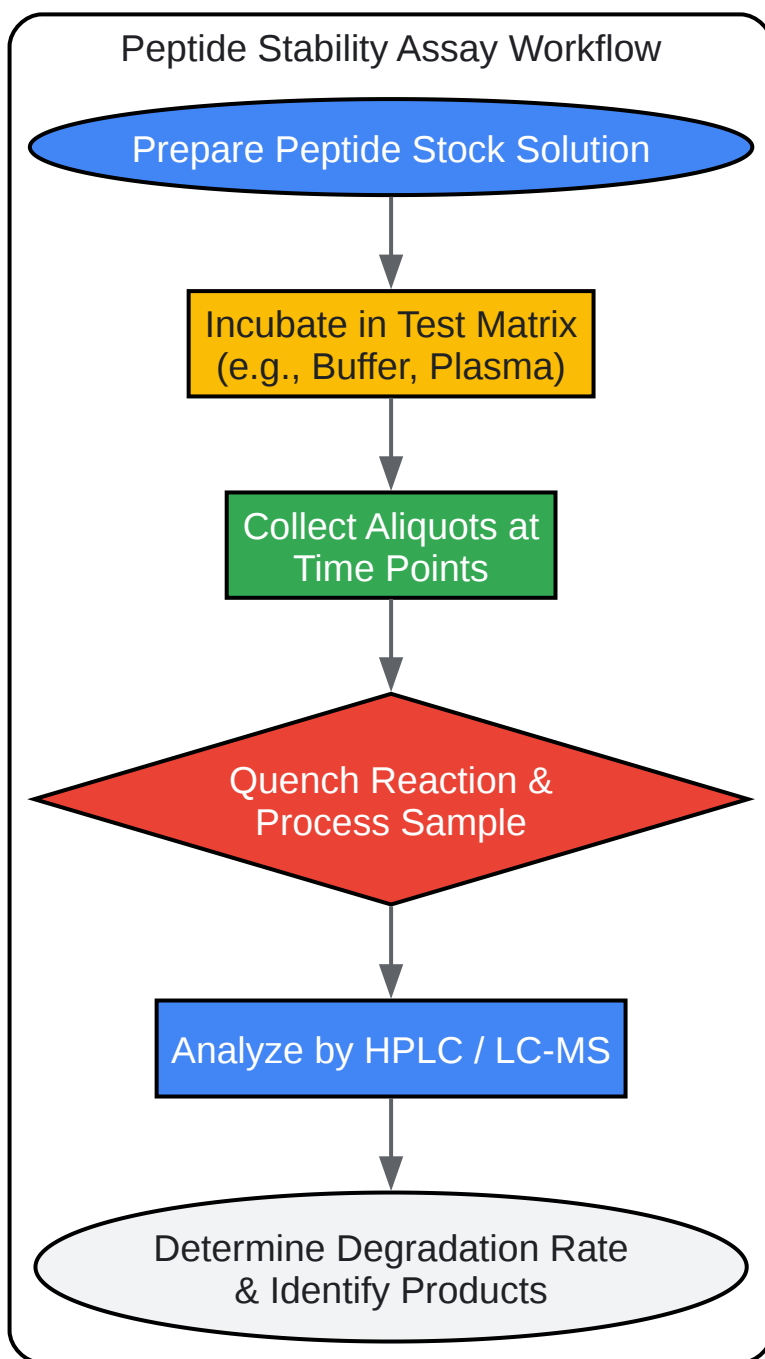 Peptide Stability Assay Workflow
Prepare Peptide Stock Solution
Incubate in Test Matrix
(e.g., Buffer, Plasma)
Collect Aliquots at
Time Points
Quench Reaction &
Process Sample
Analyze by HPLC / LC-MS
Determine Degradation Rate
& Identify Products